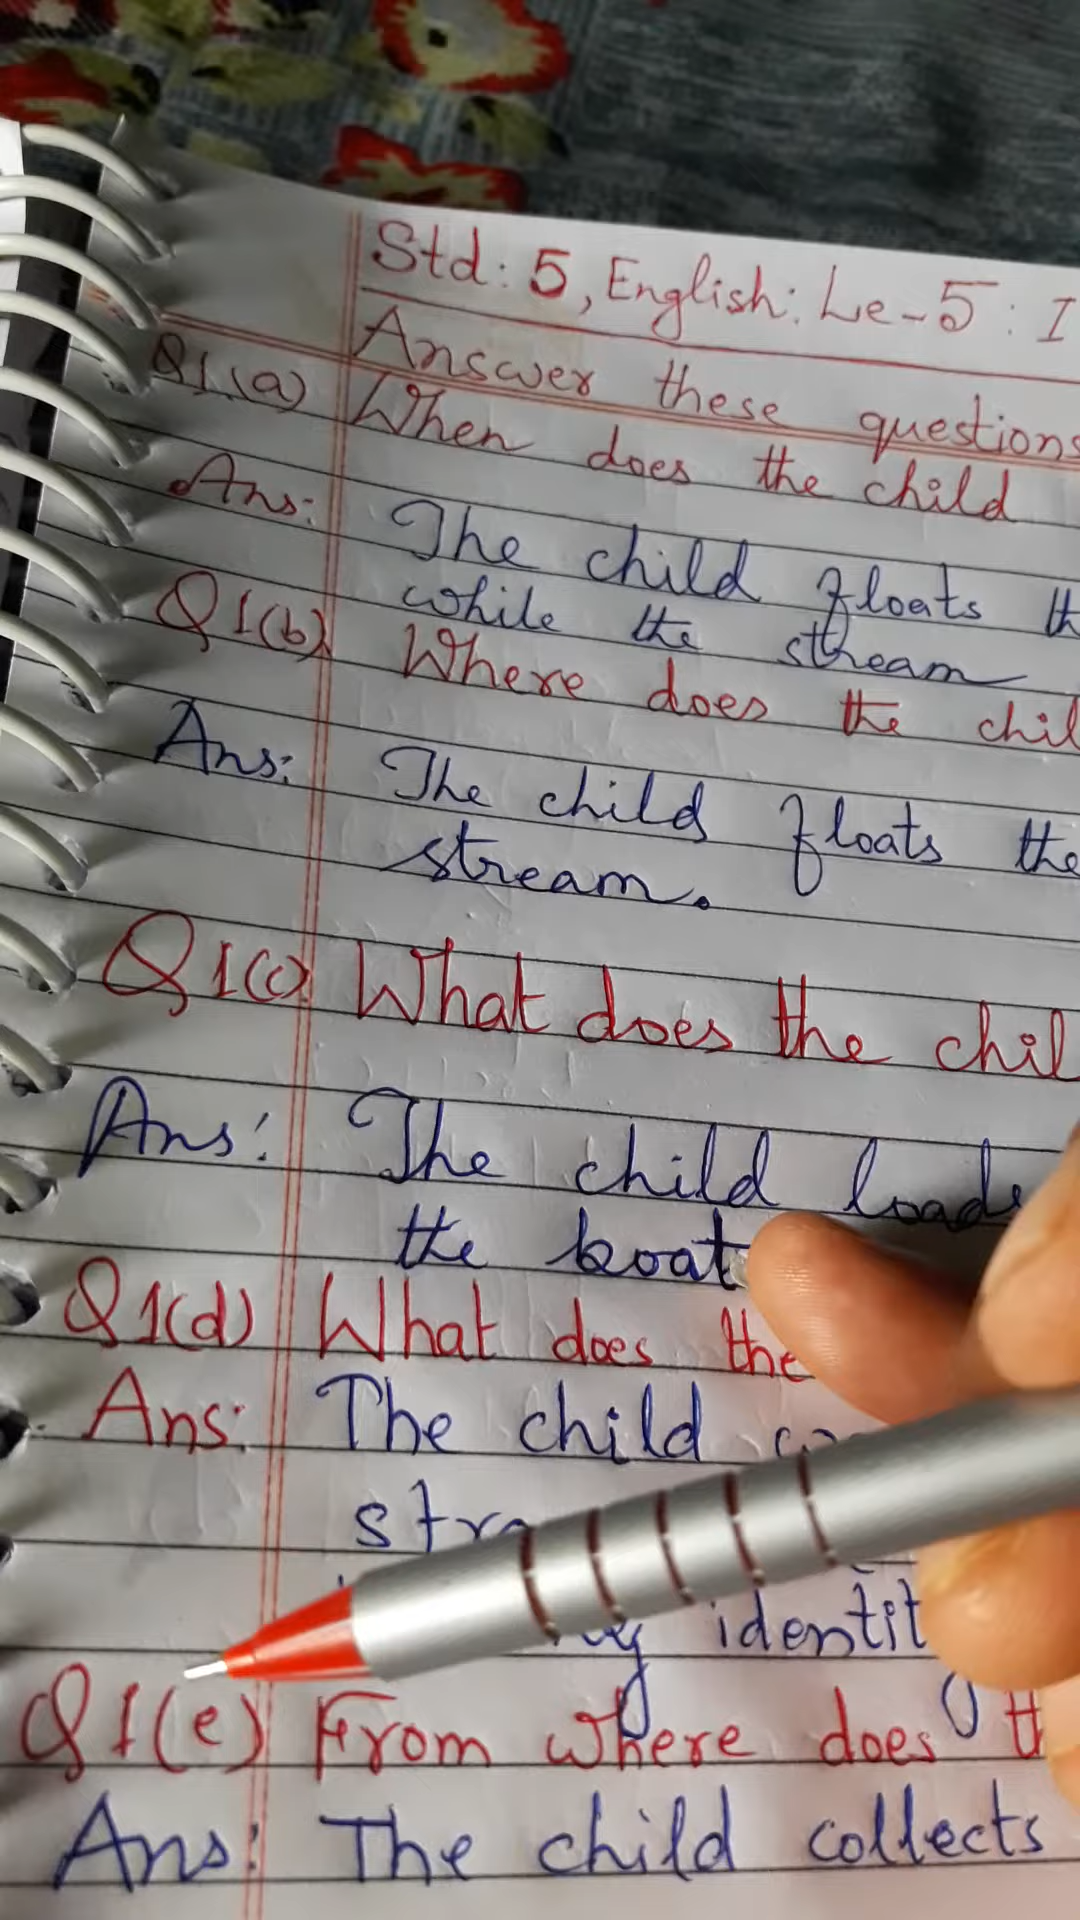 Std: 5, English: Le-5: I
Answer these questions
Q1(a) When does the child
Ans: The child floats th
while the stream
Q1(b) Where does the chil
Ans: The child floats the
stream.
Q1(c) What does the chil
Ans: The child loads
the boat
Q1(d) What does the
Ans: The child
identit
Q1(e) From where does th
Ans: The child collects